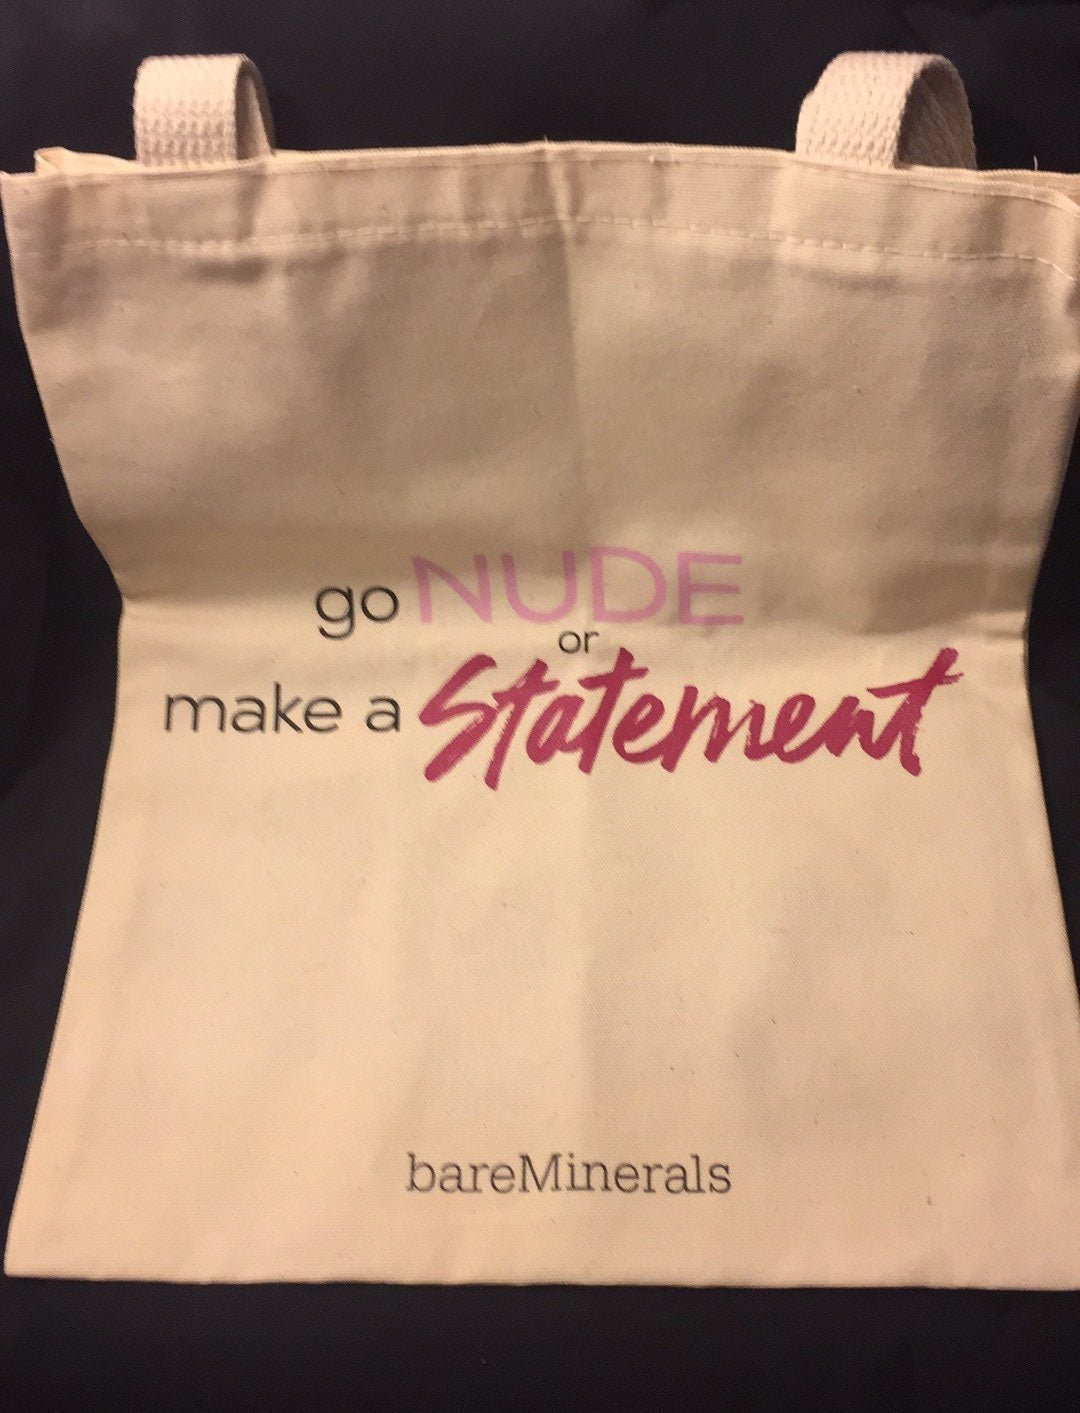 go NUDE
or
make a Statement
bareMinerals